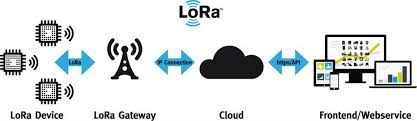 LoRa
LoRa
IP Connection
https/API
LoRa Device
LoRa Gateway
Cloud
Frontend/Webservice